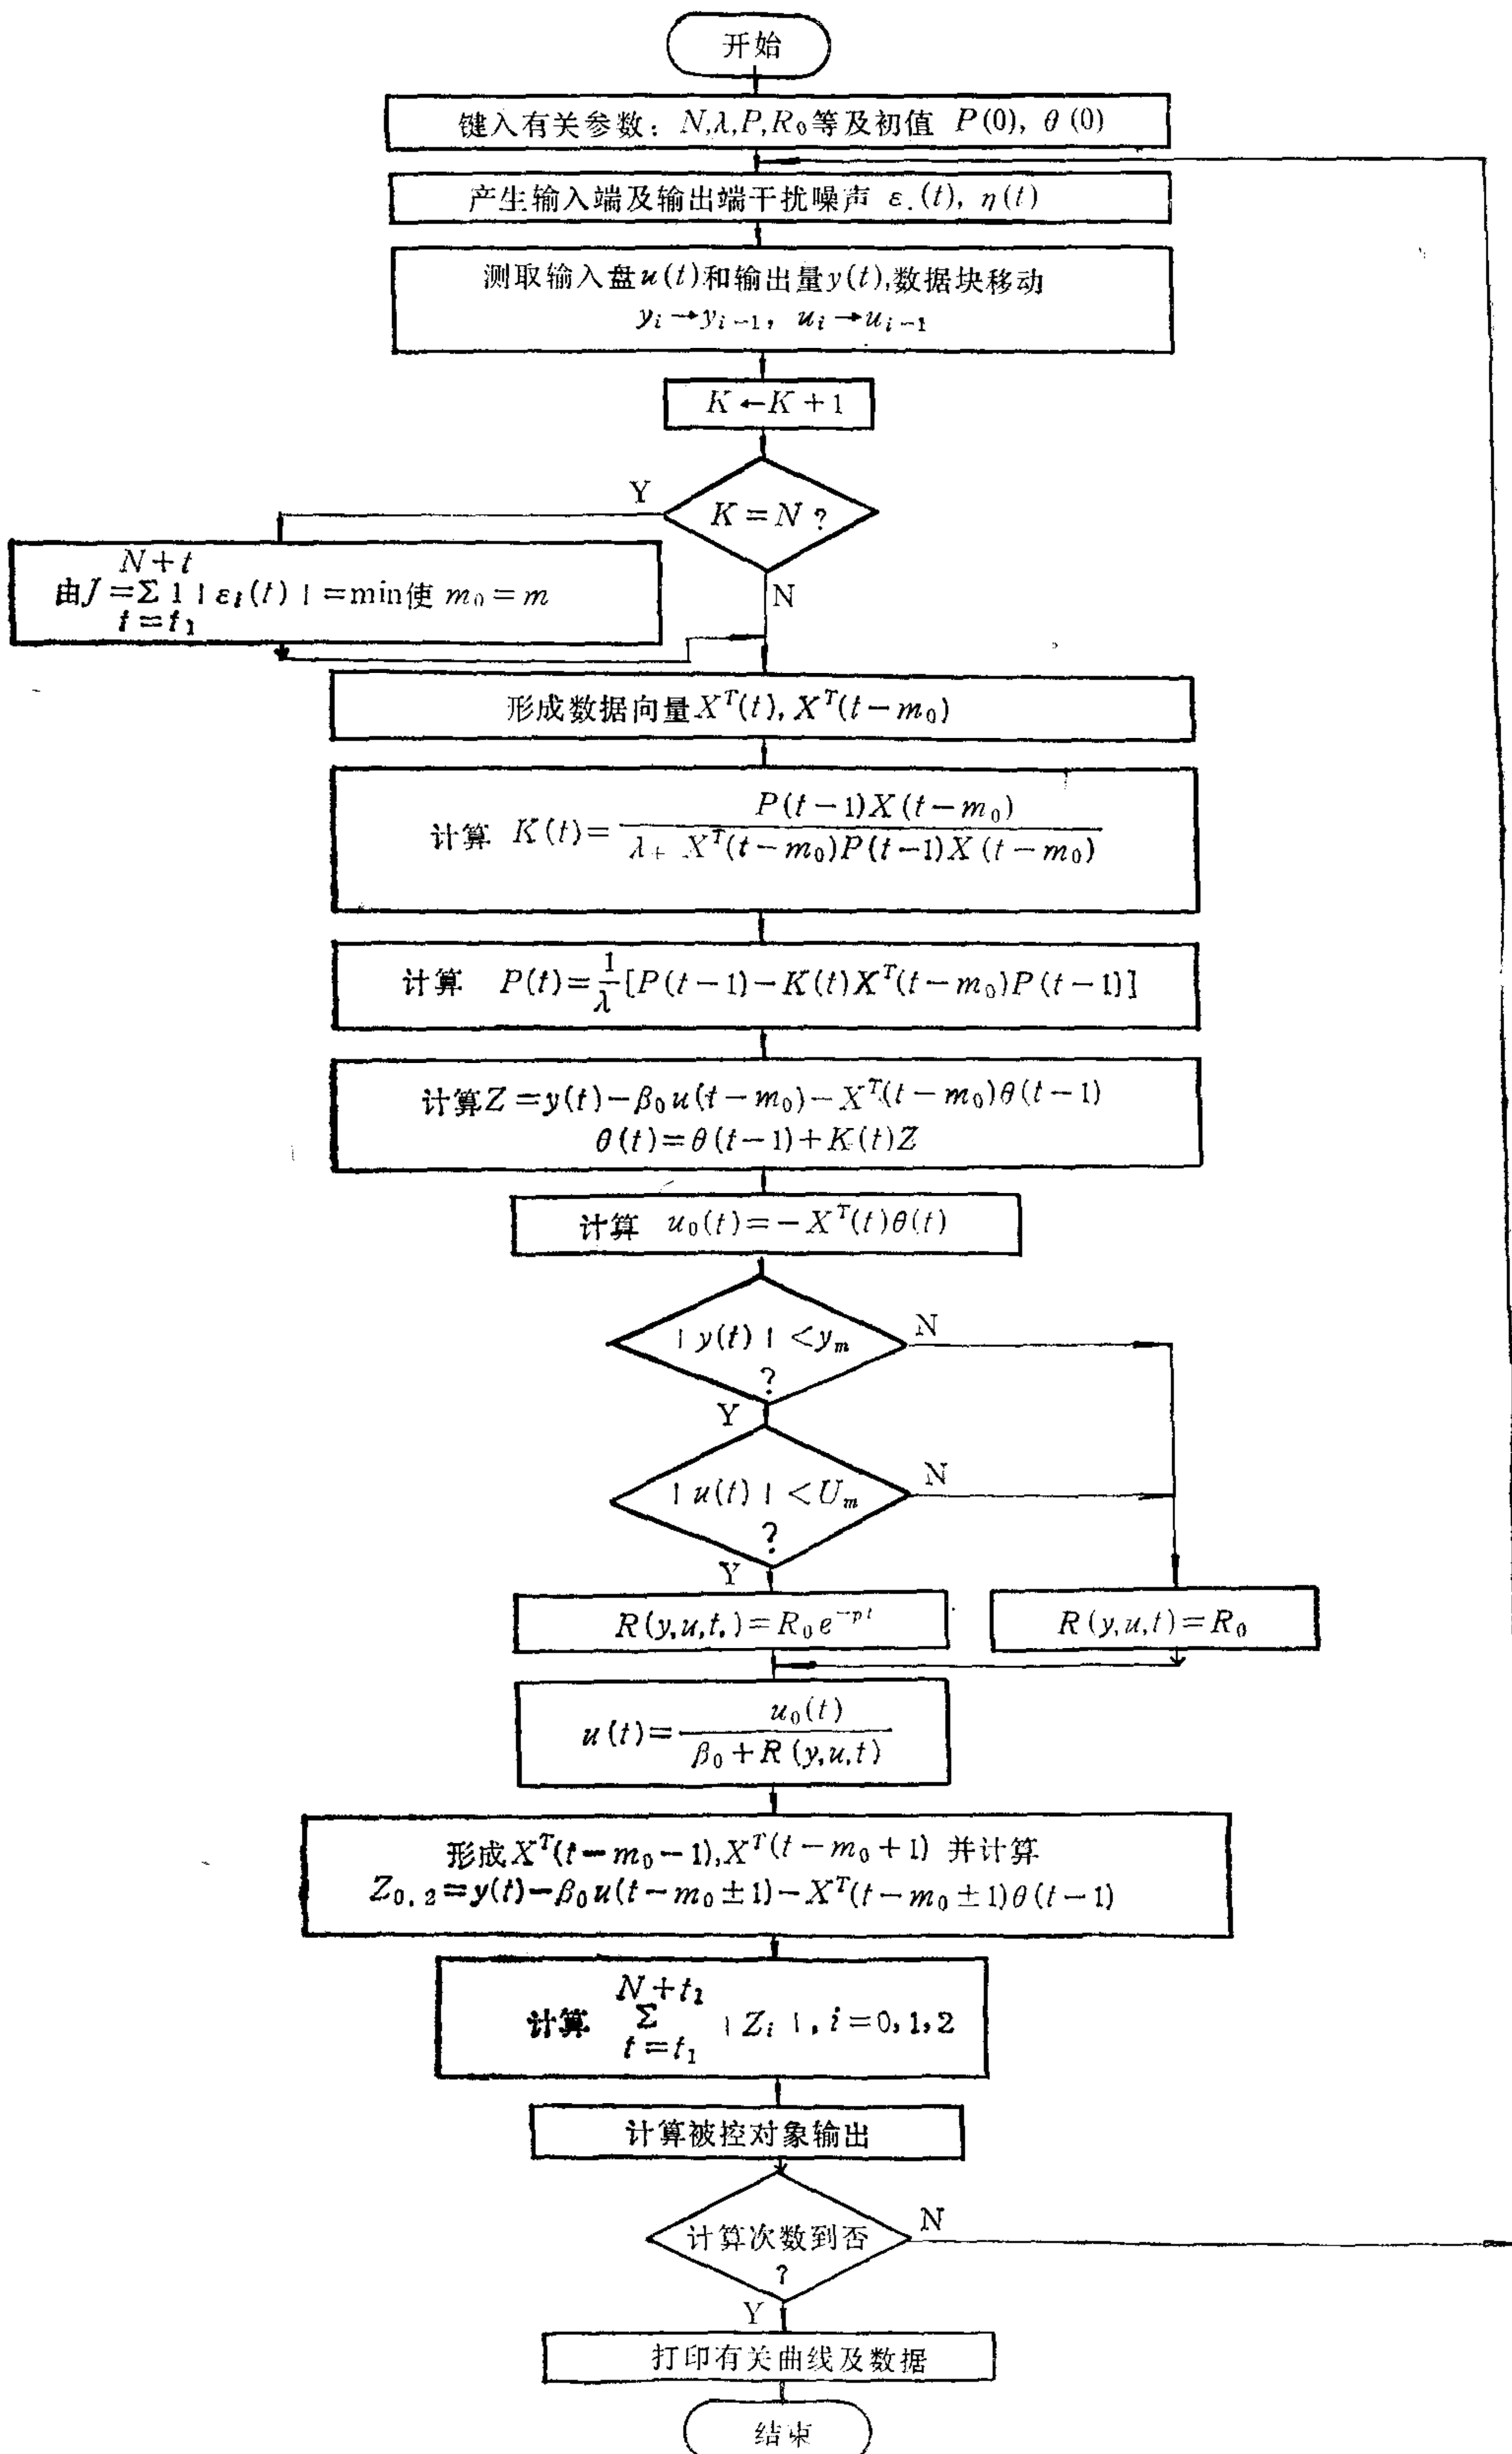 开始
键入有关参数：N,λ,P,R₀等及初值 P(0), θ(0)
产生输入端及输出端干扰噪声 ε.(t), η(t)
测取输入盘u(t)和输出量y(t),数据块移动
yᵢ→yᵢ₋₁, uᵢ→uᵢ₋₁
K←K+1
Y
K=N?
N+t
由J=Σ 1|εᵢ(t)|=min使 m₀=m
t=t₁
N
形成数据向量Xᵀ(t), Xᵀ(t−m₀)
P(t−1)X(t−m₀)
计算 K(t)=
λ+ Xᵀ(t−m₀)P(t−1)X(t−m₀)
计算 P(t)=1/λ[P(t−1)−K(t)Xᵀ(t−m₀)P(t−1)]
计算Z=y(t)−β₀u(t−m₀)−Xᵀ(t−m₀)θ(t−1)
θ(t)=θ(t−1)+K(t)Z
计算 u₀(t)=−Xᵀ(t)θ(t)
|y(t)|<yₘ
N
?
Y
|u(t)|<Uₘ
N
?
Y
R(y,u,t.)=R₀e⁻ᵖᵗ
R(y,u,t)=R₀
u₀(t)
u(t)=
β₀+R(y,u,t)
形成Xᵀ(t−m₀−1),Xᵀ(t−m₀+1) 并计算
Z₀,₂=y(t)−β₀u(t−m₀±1)−Xᵀ(t−m₀±1)θ(t−1)
N+t₁
计算 Σ |Zᵢ|, i=0,1,2
t=t₁
计算被控对象输出
计算次数到否
N
?
Y
打印有关曲线及数据
结束